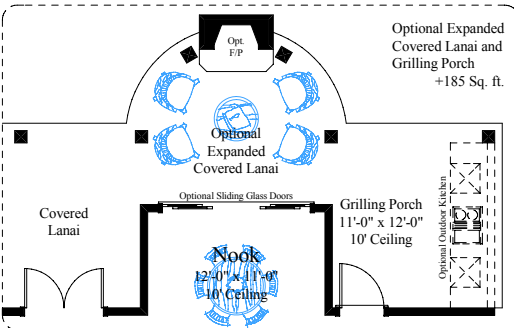 Opt.
F/P
Optional Expanded
Covered Lanai and
Grilling Porch
+185 Sq. ft.
Optional
Expanded
Covered Lanai
Optional Sliding Glass Doors
Covered
Lanai
Grilling Porch
11'-0" x 12'-0"
10' Ceiling
Optional Outdoor Kitchen
Nook
12'-0" x 11'-0"
10' Ceiling